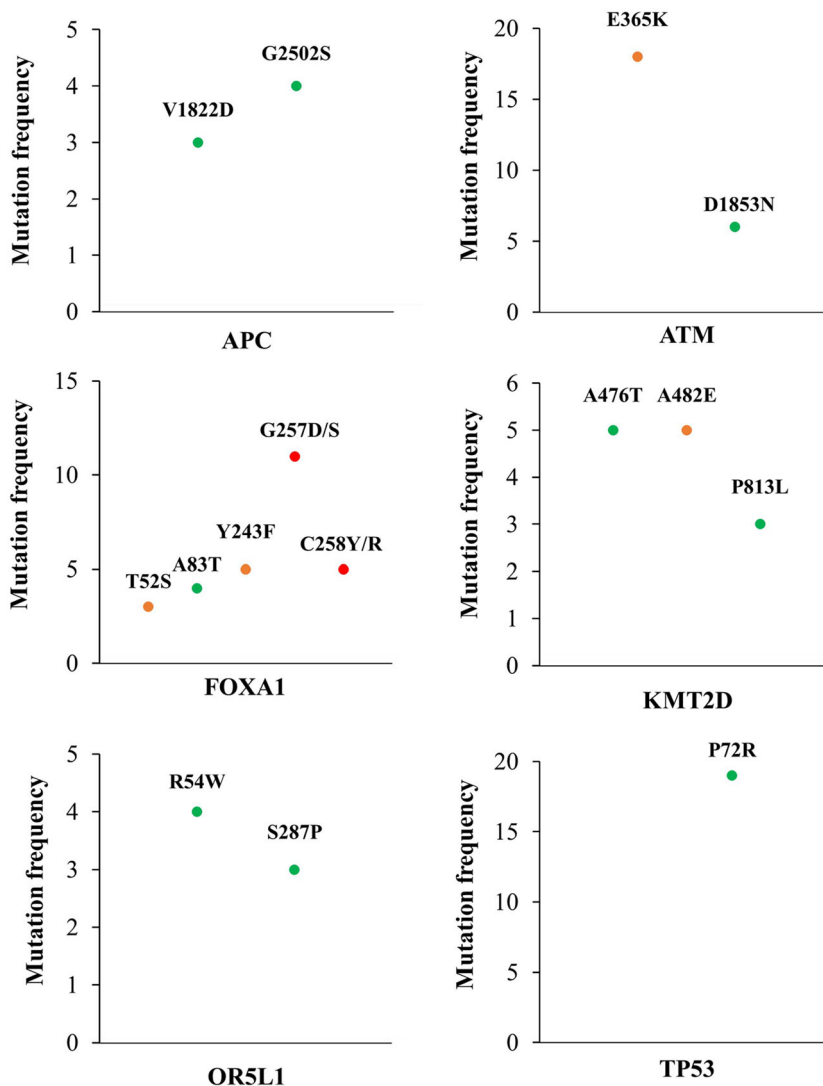 Mutation frequency
5
4
3
2
1
0
V1822D
G2502S
APC
Mutation frequency
20
15
10
5
0
E365K
D1853N
ATM
Mutation frequency
15
10
5
0
T52S
A83T
Y243F
G257D/S
C258Y/R
FOXA1
Mutation frequency
6
5
4
3
2
1
0
A476T
A482E
P813L
KMT2D
Mutation frequency
5
4
3
2
1
0
R54W
S287P
OR5L1
Mutation frequency
20
15
10
5
0
P72R
TP53